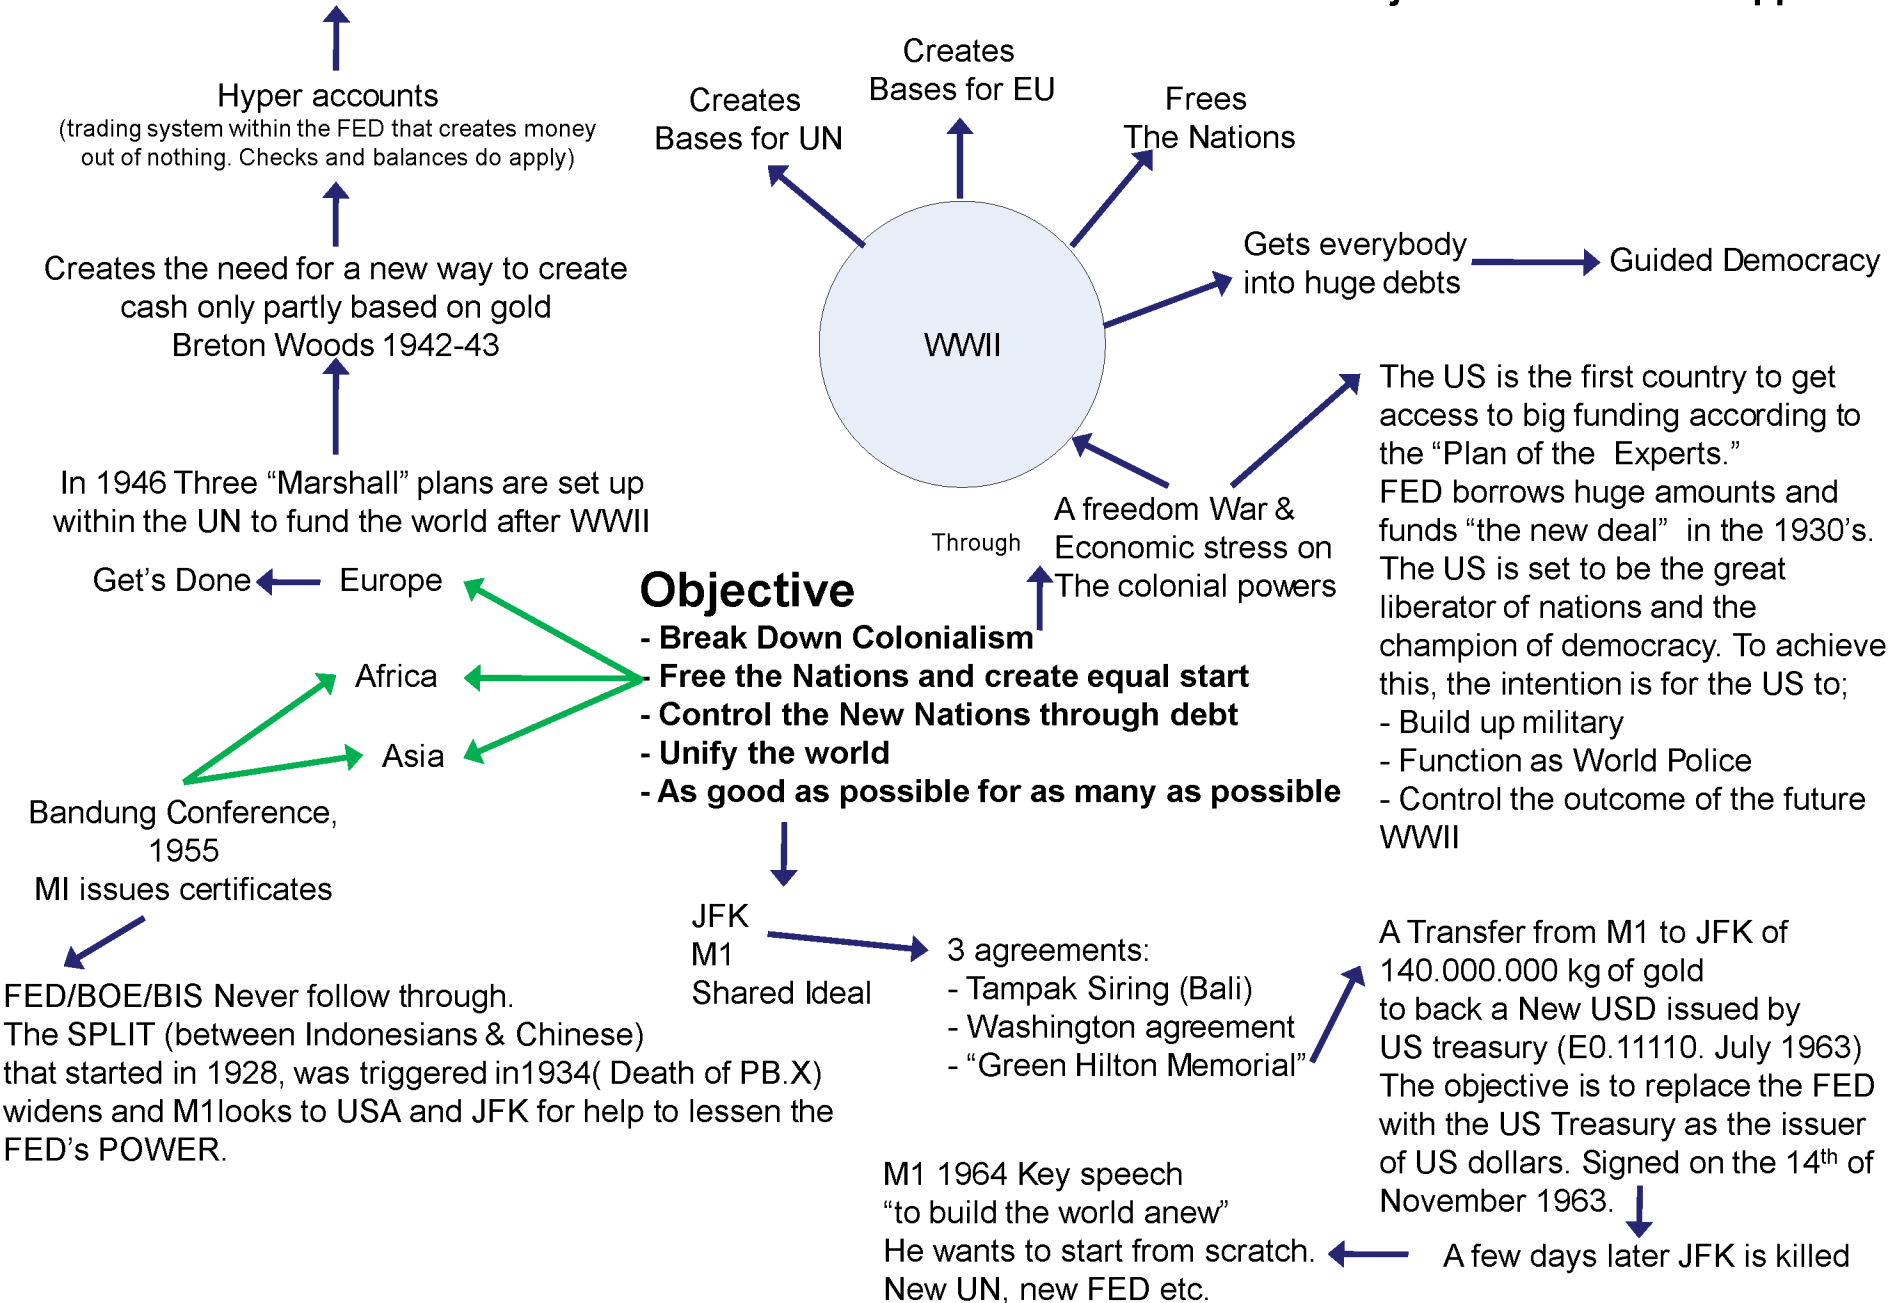 Hyper accounts
(trading system within the FED that creates money
out of nothing. Checks and balances do apply)
Creates the need for a new way to create
cash only partly based on gold
Breton Woods 1942-43
In 1946 Three “Marshall” plans are set up
within the UN to fund the world after WWII
Get’s Done
Europe
Africa
Asia
Bandung Conference,
1955
MI issues certificates
FED/BOE/BIS Never follow through.
The SPLIT (between Indonesians & Chinese)
that started in 1928, was triggered in1934( Death of PB.X)
widens and M1looks to USA and JFK for help to lessen the
FED’s POWER.
Creates
Bases for UN
Creates
Bases for EU
Frees
The Nations
WWII
Gets everybody
into huge debts
Guided Democracy
Through
A freedom War &
Economic stress on
The colonial powers
Objective
- Break Down Colonialism
- Free the Nations and create equal start
- Control the New Nations through debt
- Unify the world
- As good as possible for as many as possible
The US is the first country to get
access to big funding according to
the “Plan of the Experts.”
FED borrows huge amounts and
funds “the new deal” in the 1930’s.
The US is set to be the great
liberator of nations and the
champion of democracy. To achieve
this, the intention is for the US to;
- Build up military
- Function as World Police
- Control the outcome of the future
WWII
JFK
M1
Shared Ideal
3 agreements:
- Tampak Siring (Bali)
- Washington agreement
- “Green Hilton Memorial”
A Transfer from M1 to JFK of
140.000.000 kg of gold
to back a New USD issued by
US treasury (E0.11110. July 1963)
The objective is to replace the FED
with the US Treasury as the issuer
of US dollars. Signed on the 14th of
November 1963.
A few days later JFK is killed
M1 1964 Key speech
“to build the world anew”
He wants to start from scratch.
New UN, new FED etc.